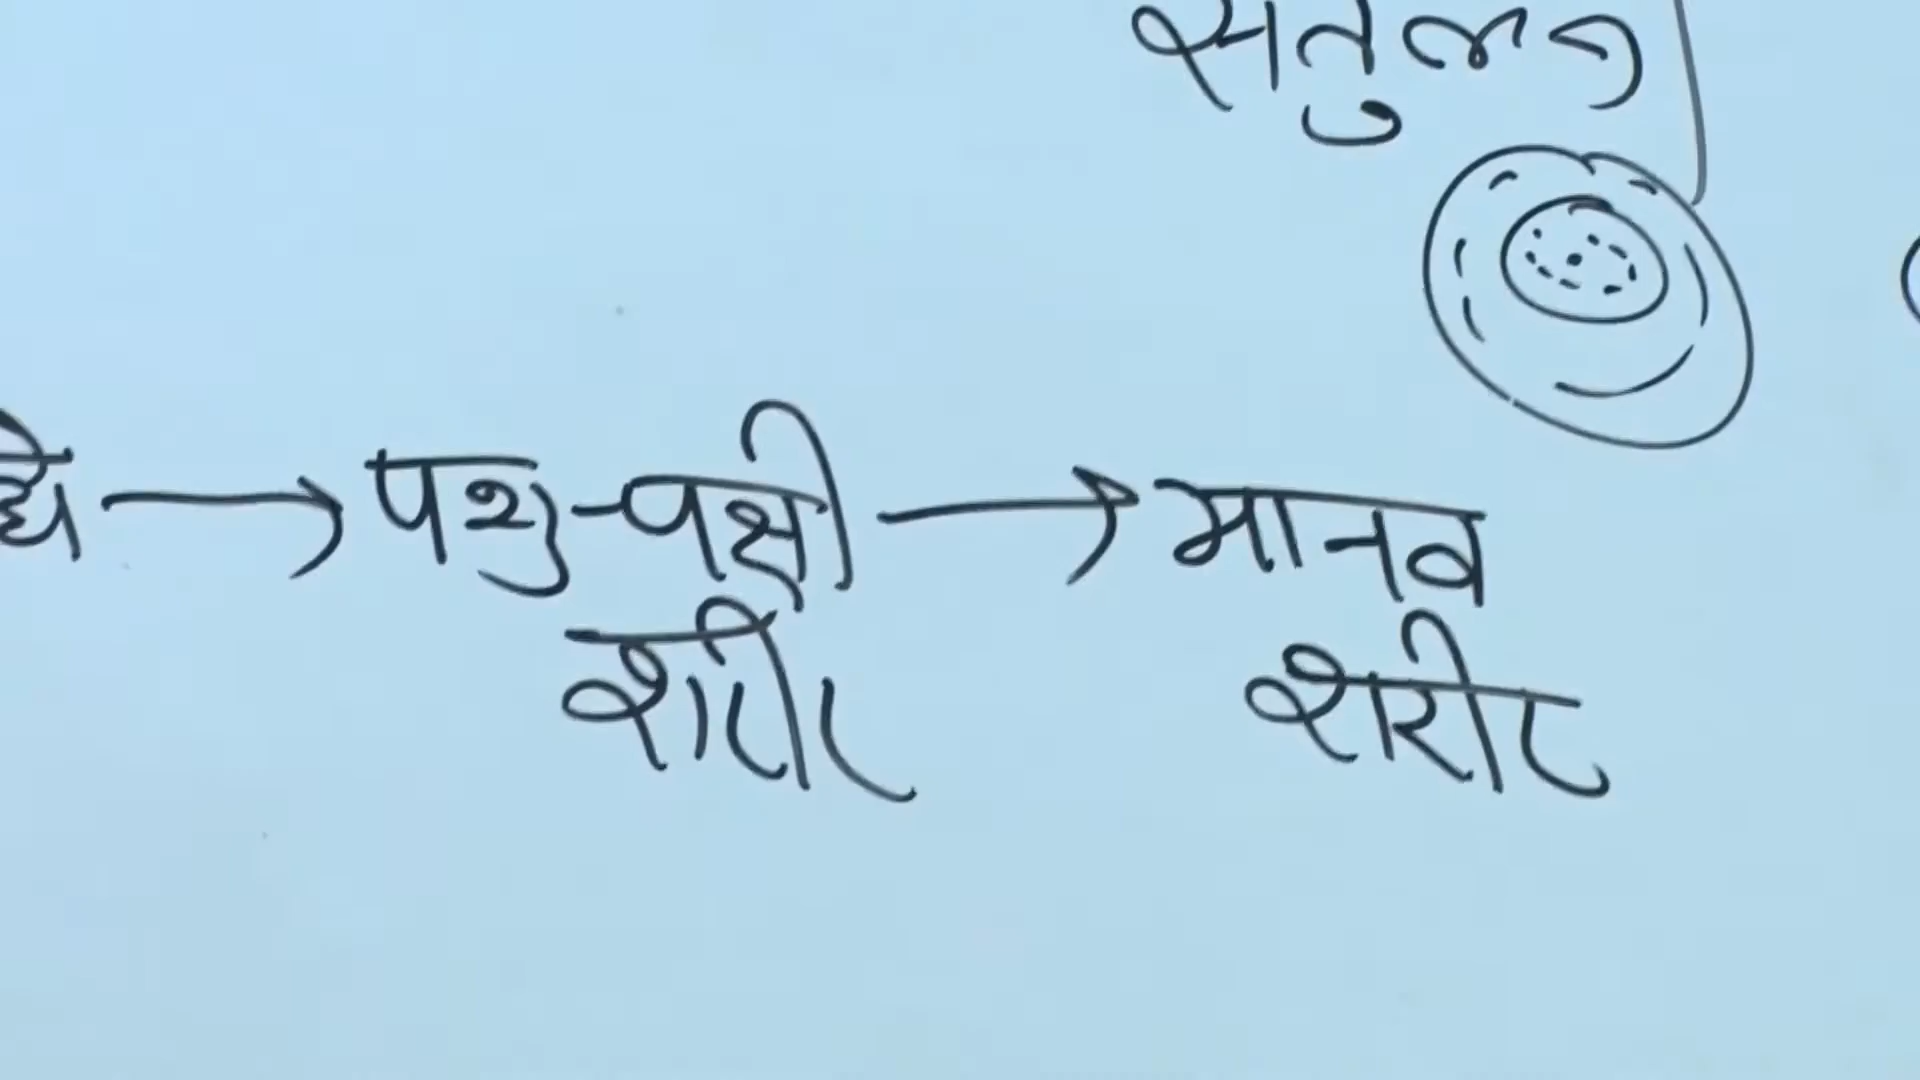 सतुलन
→ पशु-पक्षी → मानव
शरीर शरीर